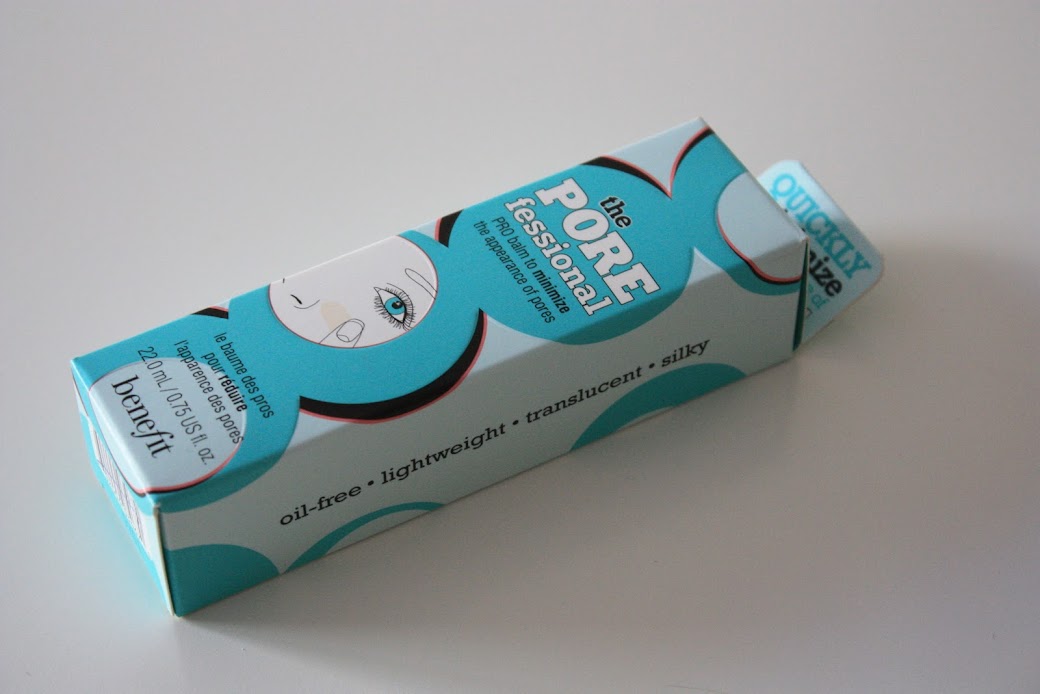 the
PORE
fessional
PRO balm to minimize
the appearance of pores
le baume des pros
pour réduire
l'apparence des pores
22.0 mL / 0.75 US fl. oz.
benefit
oil-free • lightweight • translucent • silky
QUICKLY
of